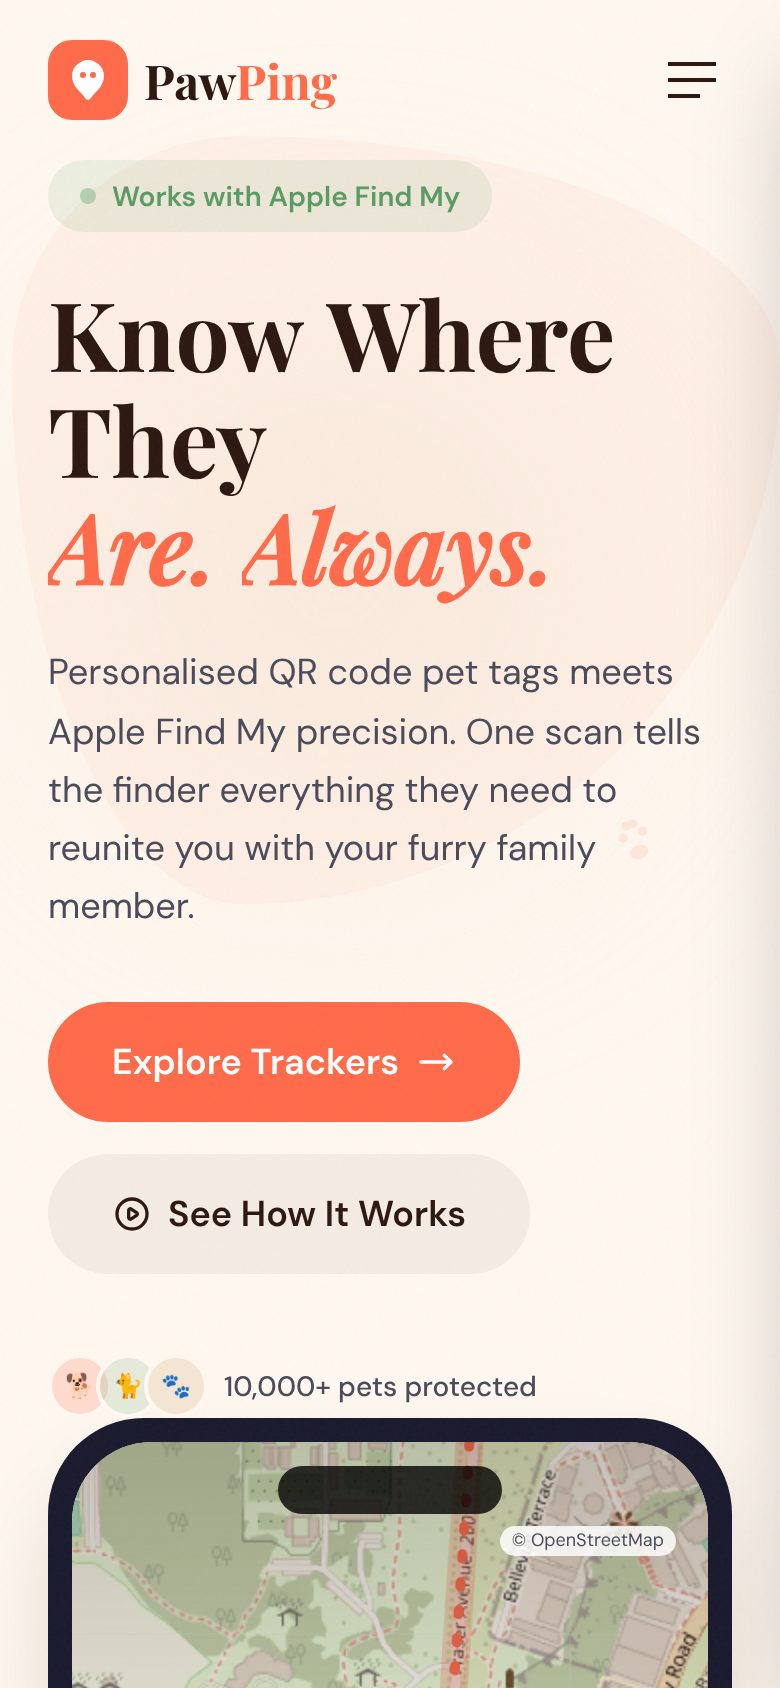 PawPing
Works with Apple Find My
Know Where
They
Are. Always.
Personalised QR code pet tags meets
Apple Find My precision. One scan tells
the finder everything they need to
reunite you with your furry family
member.
Explore Trackers →
See How It Works
10,000+ pets protected
© OpenStreetMap
Terrace
Road